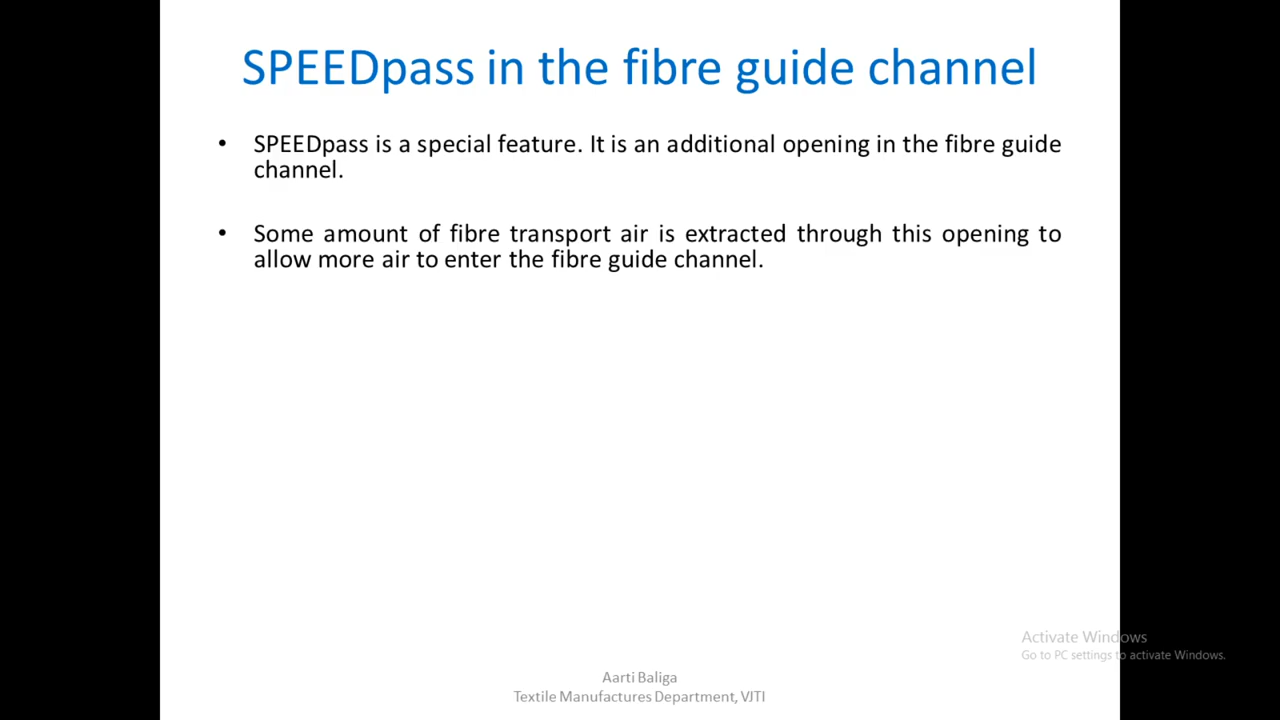 SPEEDpass in the fibre guide channel
• SPEEDpass is a special feature. It is an additional opening in the fibre guide
channel.
• Some amount of fibre transport air is extracted through this opening to
allow more air to enter the fibre guide channel.
Activate Windows
Go to PC settings to activate Windows.
Aarti Baliga
Textile Manufactures Department, VJTI